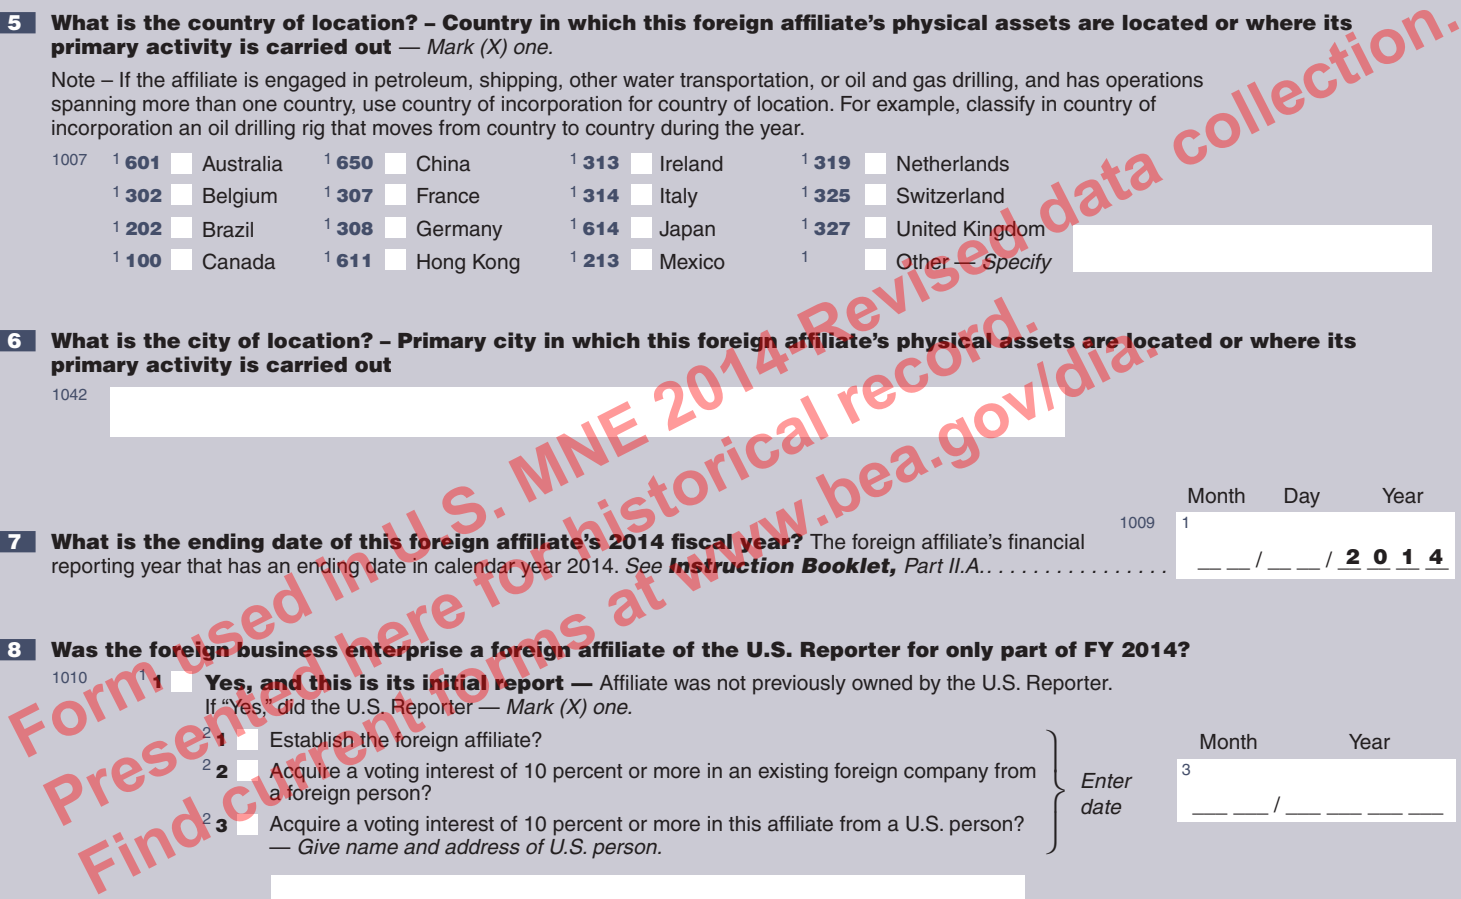 5 What is the country of location? – Country in which this foreign affiliate's physical assets are located or where its
primary activity is carried out — Mark (X) one.
Note – If the affiliate is engaged in petroleum, shipping, other water transportation, or oil and gas drilling, and has operations
spanning more than one country, use country of incorporation for country of location. For example, classify in country of
incorporation an oil drilling rig that moves from country to country during the year.
1007 1 601 Australia 1 650 China 1 313 Ireland 1 319 Netherlands
1 302 Belgium 1 307 France 1 314 Italy 1 325 Switzerland
1 202 Brazil 1 308 Germany 1 614 Japan 1 327 United Kingdom
1 100 Canada 1 611 Hong Kong 1 213 Mexico 1 Other — Specify
6 What is the city of location? – Primary city in which this foreign affiliate's physical assets are located or where its
primary activity is carried out
1042
Month Day Year
1009 1
7 What is the ending date of this foreign affiliate's 2014 fiscal year? The foreign affiliate's financial
reporting year that has an ending date in calendar year 2014. See Instruction Booklet, Part II.A. . . . . . . . . . . . . . . . . __ __ / __ __ / 2 0 1 4
8 Was the foreign business enterprise a foreign affiliate of the U.S. Reporter for only part of FY 2014?
1010 1 1 Yes, and this is its initial report — Affiliate was not previously owned by the U.S. Reporter.
If "Yes," did the U.S. Reporter — Mark (X) one.
2 1 Establish the foreign affiliate?
2 2 Acquire a voting interest of 10 percent or more in an existing foreign company from
a foreign person?
2 3 Acquire a voting interest of 10 percent or more in this affiliate from a U.S. person?
— Give name and address of U.S. person.
Enter
date
Month Year
3
___ ___ / ___ ___ ___ ___
Form used in U.S. MNE 2014-Revised data collection.
Presented here for historical record.
Find current forms at www.bea.gov/dia.